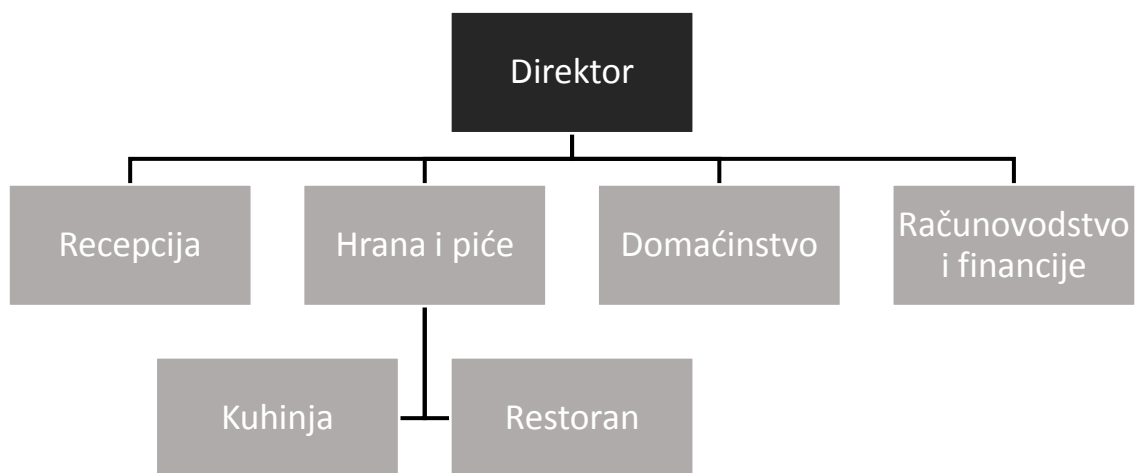 Direktor
Recepcija
Hrana i piće
Domaćinstvo
Računovodstvo
i financije
Kuhinja
Restoran